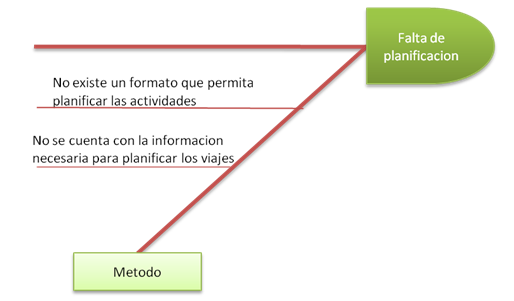 Falta de
planificacion
No existe un formato que permita
planificar las actividades
No se cuenta con la informacion
necesaria para planificar los viajes
Metodo